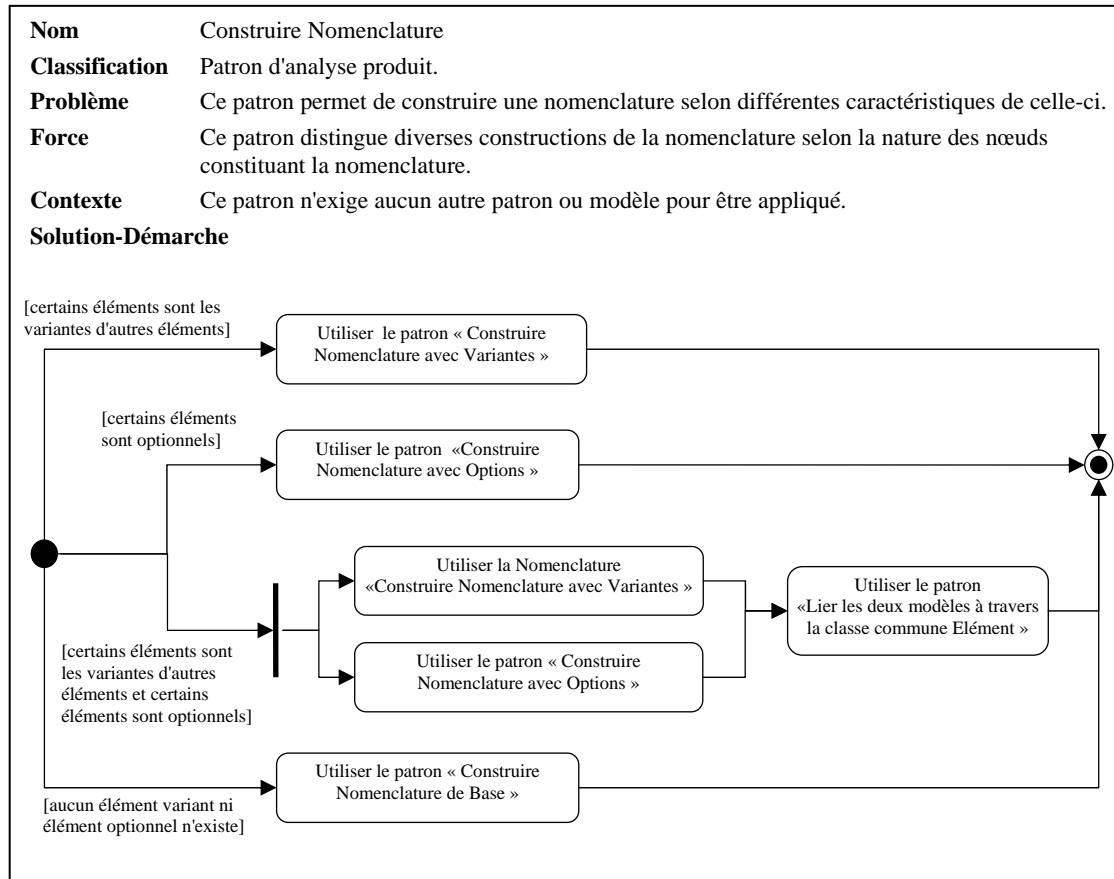 Nom Construire Nomenclature
Classification Patron d'analyse produit.
Problème Ce patron permet de construire une nomenclature selon différentes caractéristiques de celle-ci.
Force Ce patron distingue diverses constructions de la nomenclature selon la nature des nœuds
constituant la nomenclature.
Contexte Ce patron n'exige aucun autre patron ou modèle pour être appliqué.
Solution-Démarche
[certains éléments sont les
variantes d'autres éléments]
Utiliser le patron « Construire
Nomenclature avec Variantes »
[certains éléments
sont optionnels]
Utiliser le patron «Construire
Nomenclature avec Options »
Utiliser la Nomenclature
«Construire Nomenclature avec Variantes »
Utiliser le patron
«Lier les deux modèles à travers
la classe commune Elément »
[certains éléments sont
les variantes d'autres
éléments et certains
éléments sont optionnels]
Utiliser le patron « Construire
Nomenclature avec Options »
Utiliser le patron « Construire
Nomenclature de Base »
[aucun élément variant ni
élément optionnel n'existe]